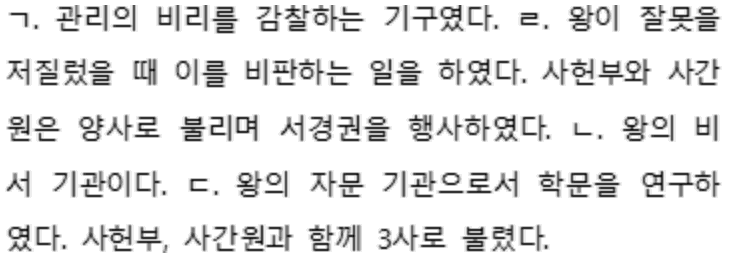 ㄱ. 관리의 비리를 감찰하는 기구였다. ㄹ. 왕이 잘못을
저질렀을 때 이를 비판하는 일을 하였다. 사헌부와 사간
원은 양사로 불리며 서경권을 행사하였다. ㄴ. 왕의 비
서 기관이다. ㄷ. 왕의 자문 기관으로서 학문을 연구하
였다. 사헌부, 사간원과 함께 3사로 불렸다.